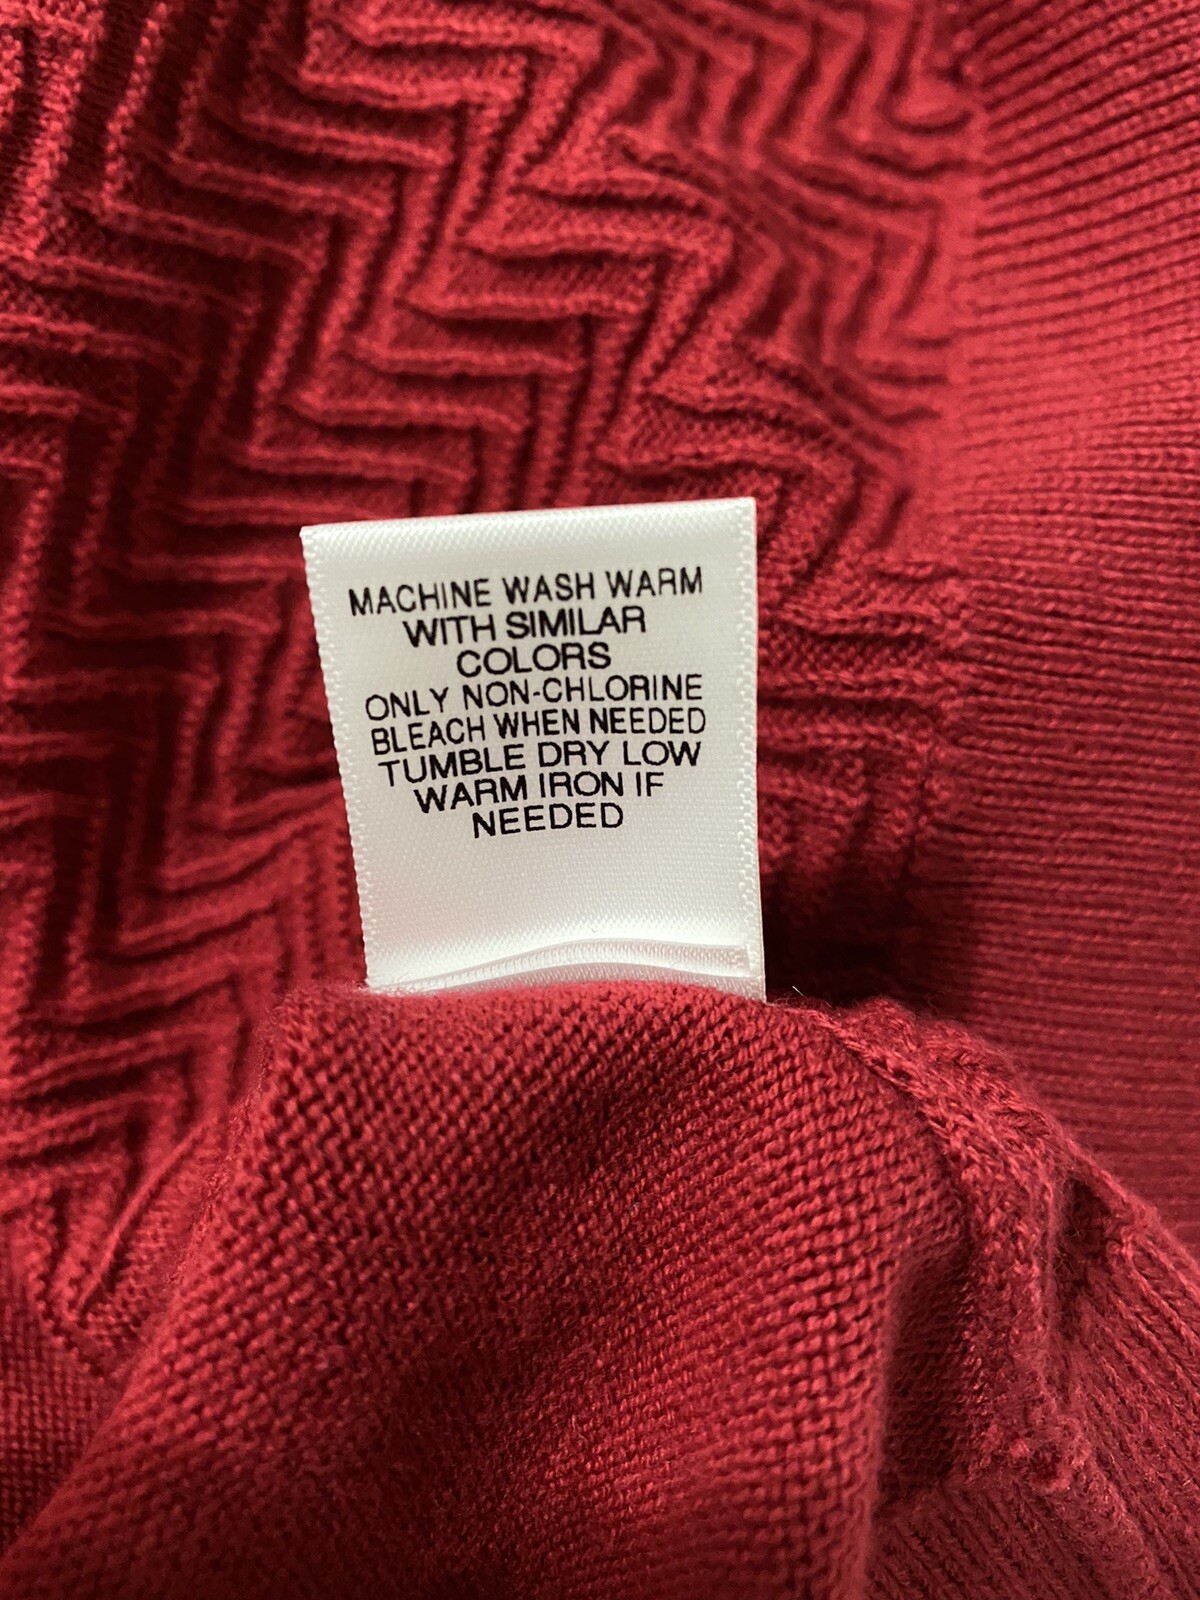 MACHINE WASH WARM
WITH SIMILAR
COLORS
ONLY NON-CHLORINE
BLEACH WHEN NEEDED
TUMBLE DRY LOW
WARM IRON IF
NEEDED